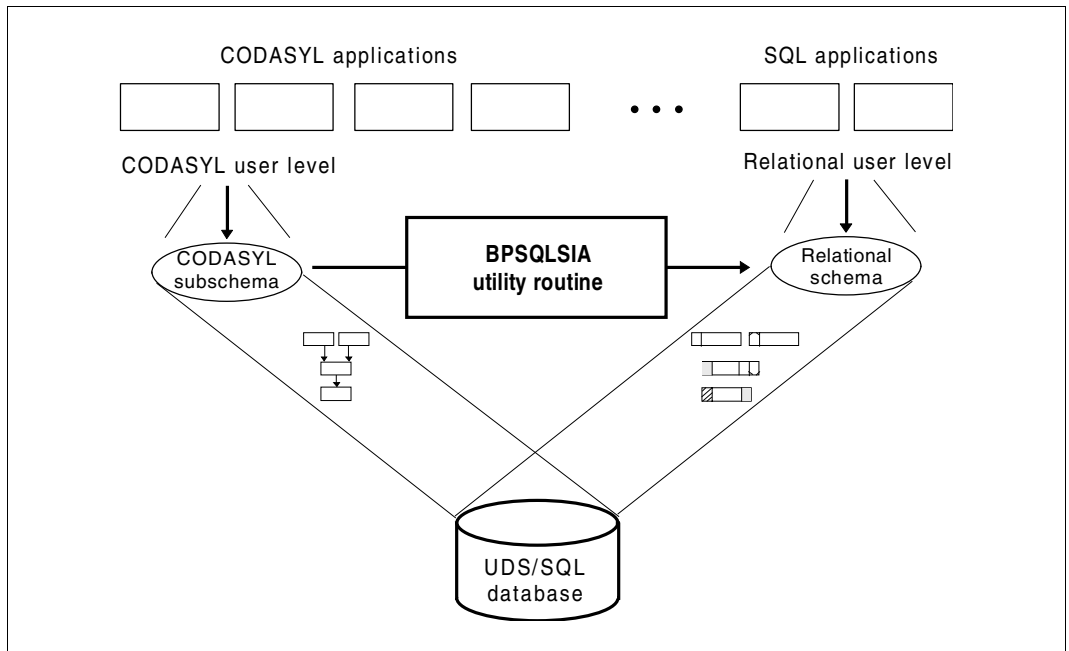 CODASYL applications
SQL applications
CODASYL user level
Relational user level
CODASYL
subschema
BPSQLSIA
utility routine
Relational
schema
UDS/SQL
database